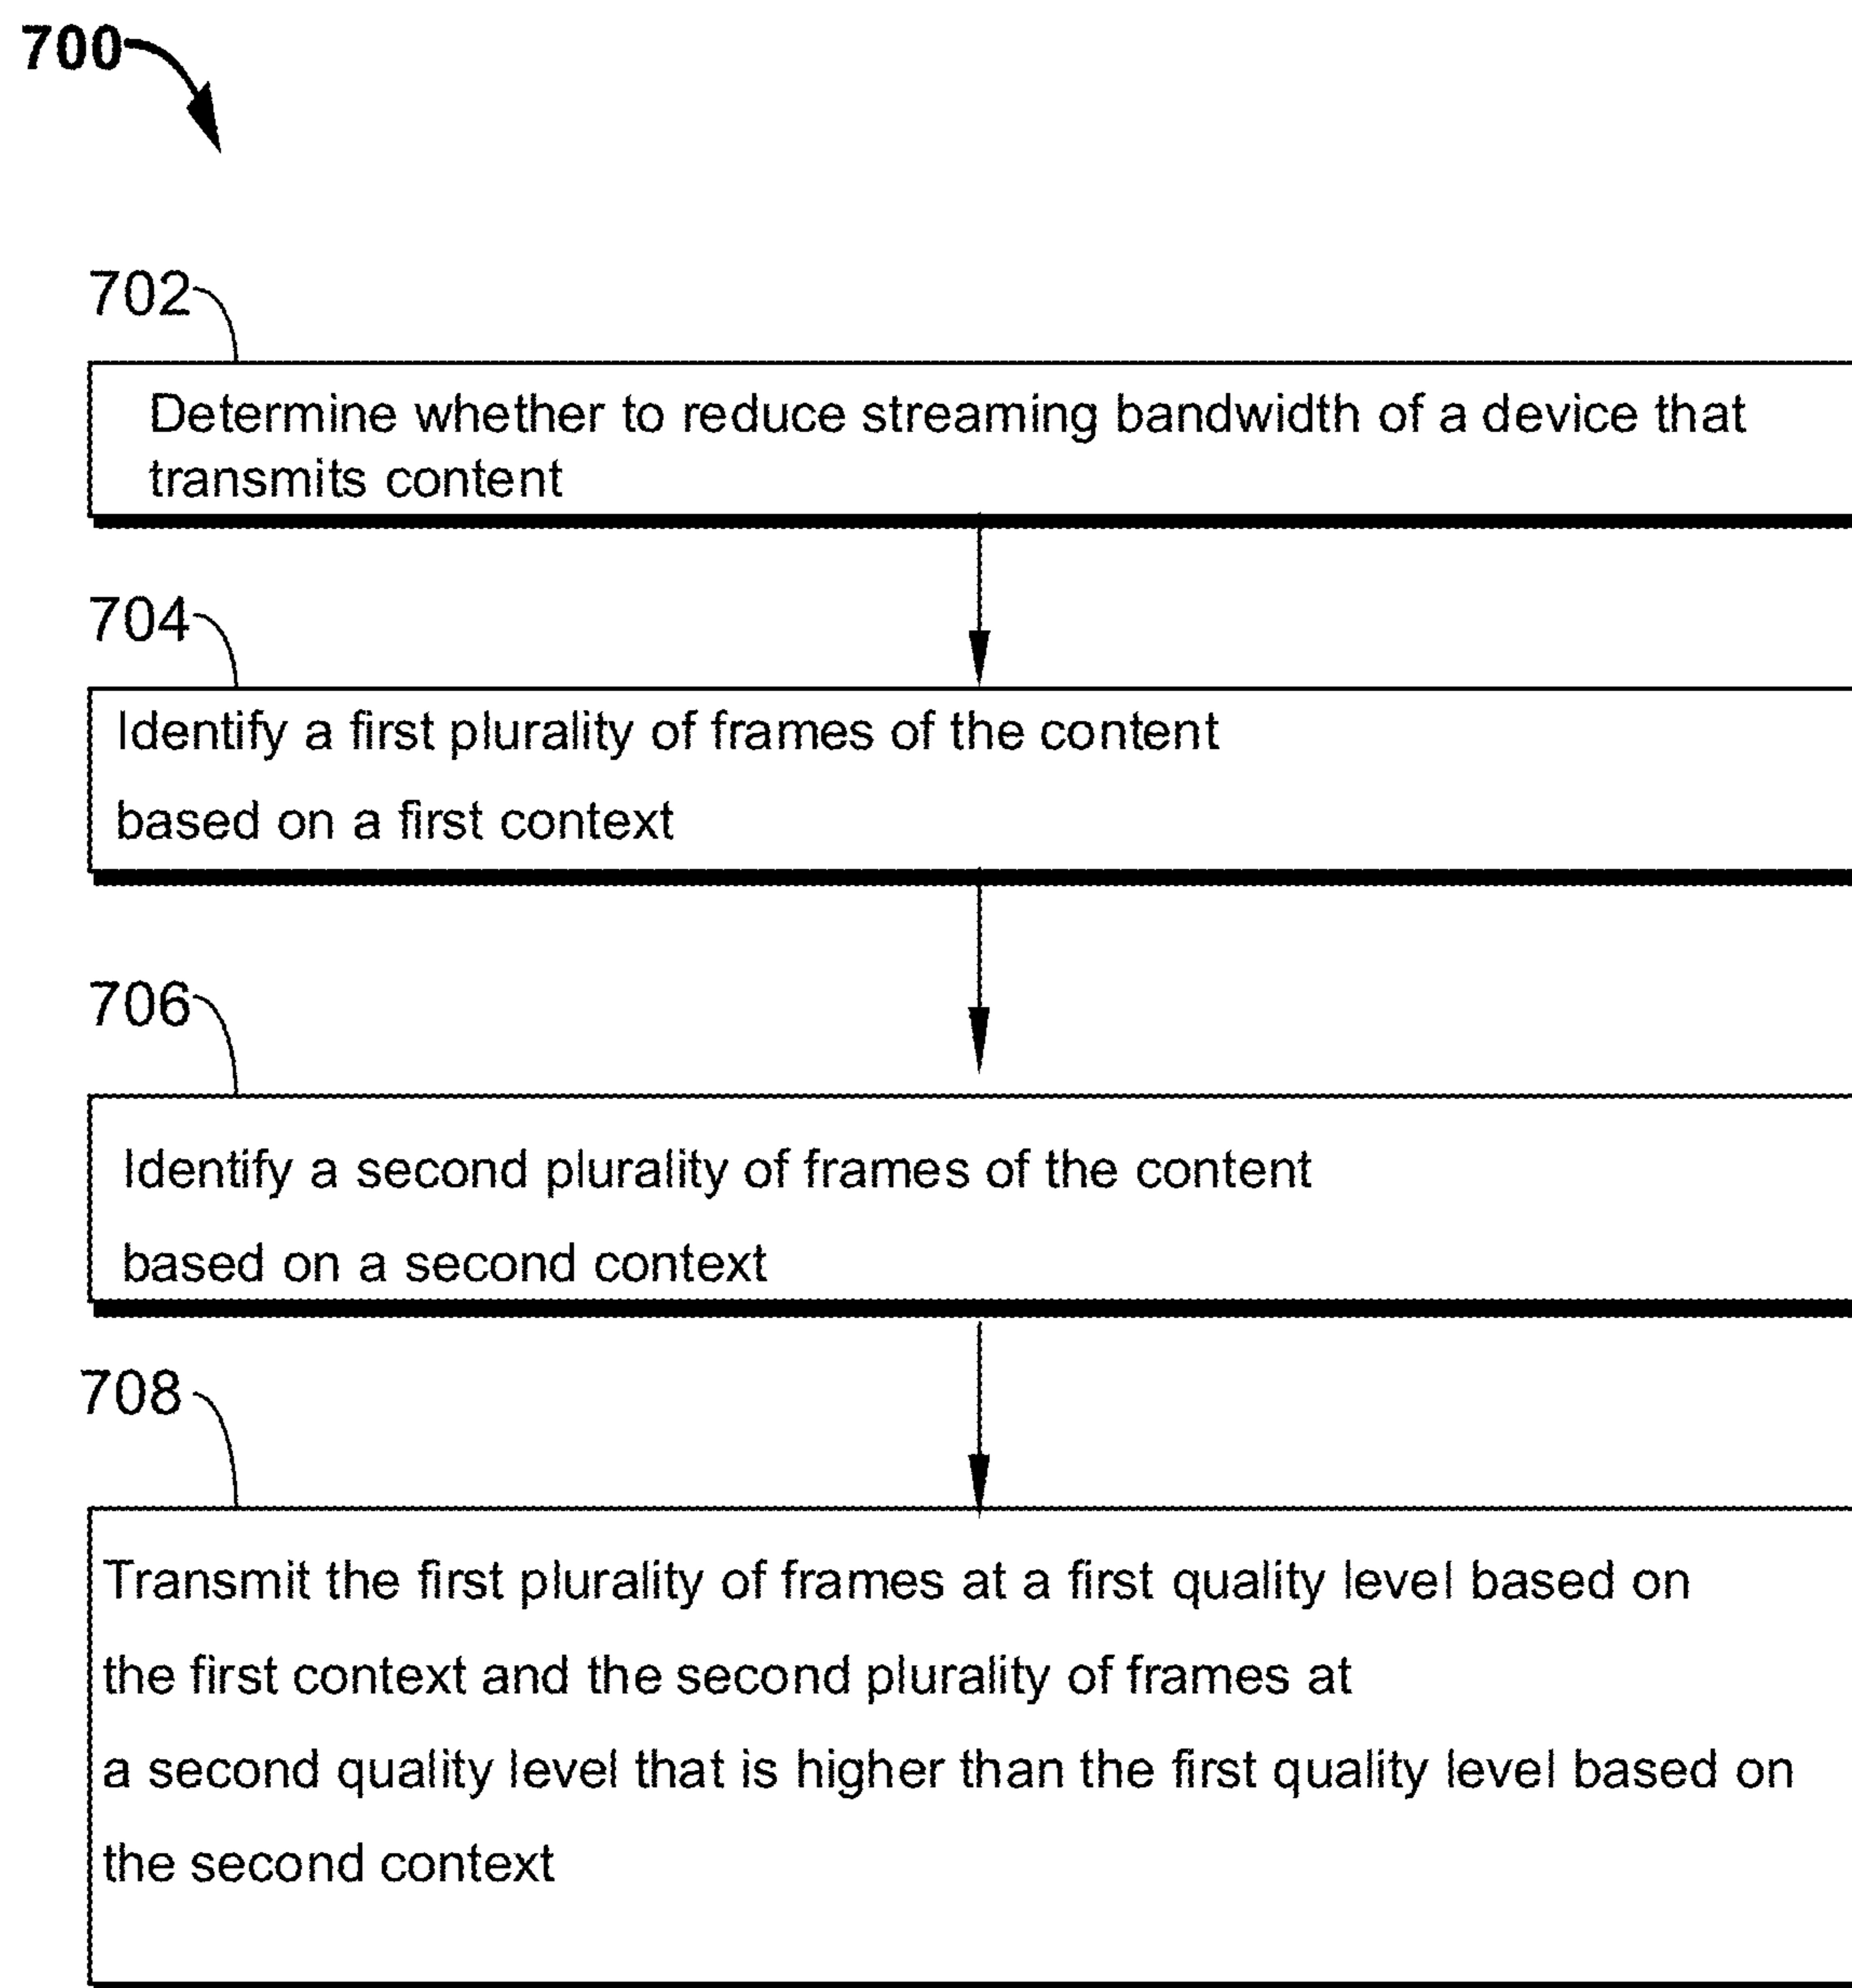 700
702
Determine whether to reduce streaming bandwidth of a device that
transmits content
704
Identify a first plurality of frames of the content
based on a first context
706
Identify a second plurality of frames of the content
based on a second context
708
Transmit the first plurality of frames at a first quality level based on
the first context and the second plurality of frames at
a second quality level that is higher than the first quality level based on
the second context